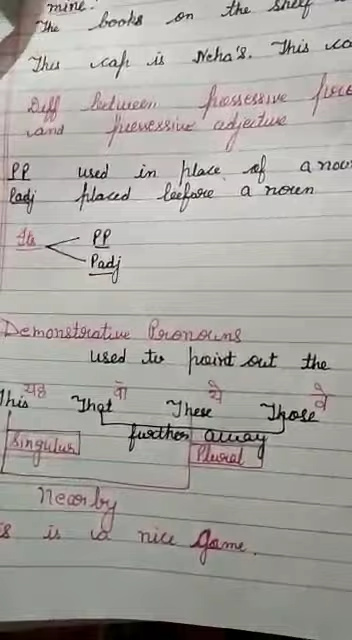 mine.
The books on the shelf
This cap is Neha's. This
Diff between possessive
and possessive adjective
PP used in place of a
Padj placed before a noun
Its PP
Padj
Demonstrative Pronouns
used to point out the
यह वो ये वे
This That These Those
further away
Singular Plural
Nearby
is a nice game.